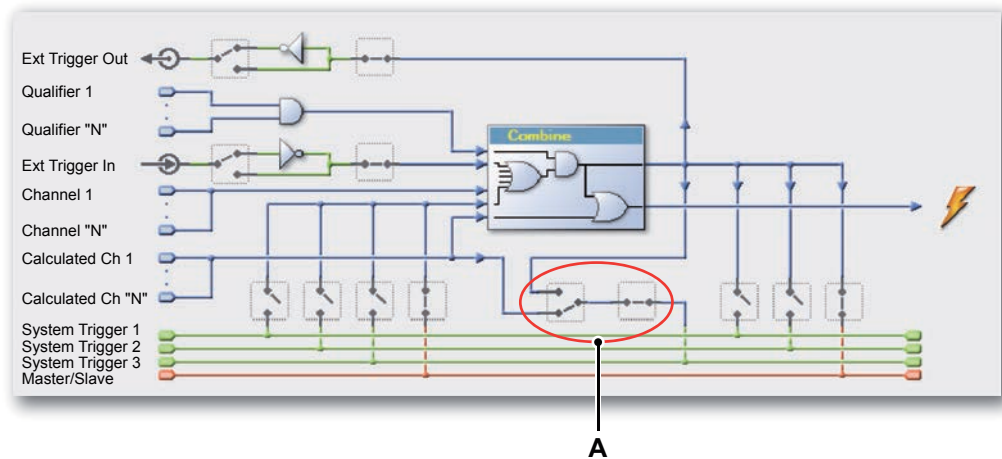 Ext Trigger Out
Qualifier 1
Qualifier "N"
Ext Trigger In
Channel 1
Channel "N"
Calculated Ch 1
Calculated Ch "N"
System Trigger 1
System Trigger 2
System Trigger 3
Master/Slave
Combine
A